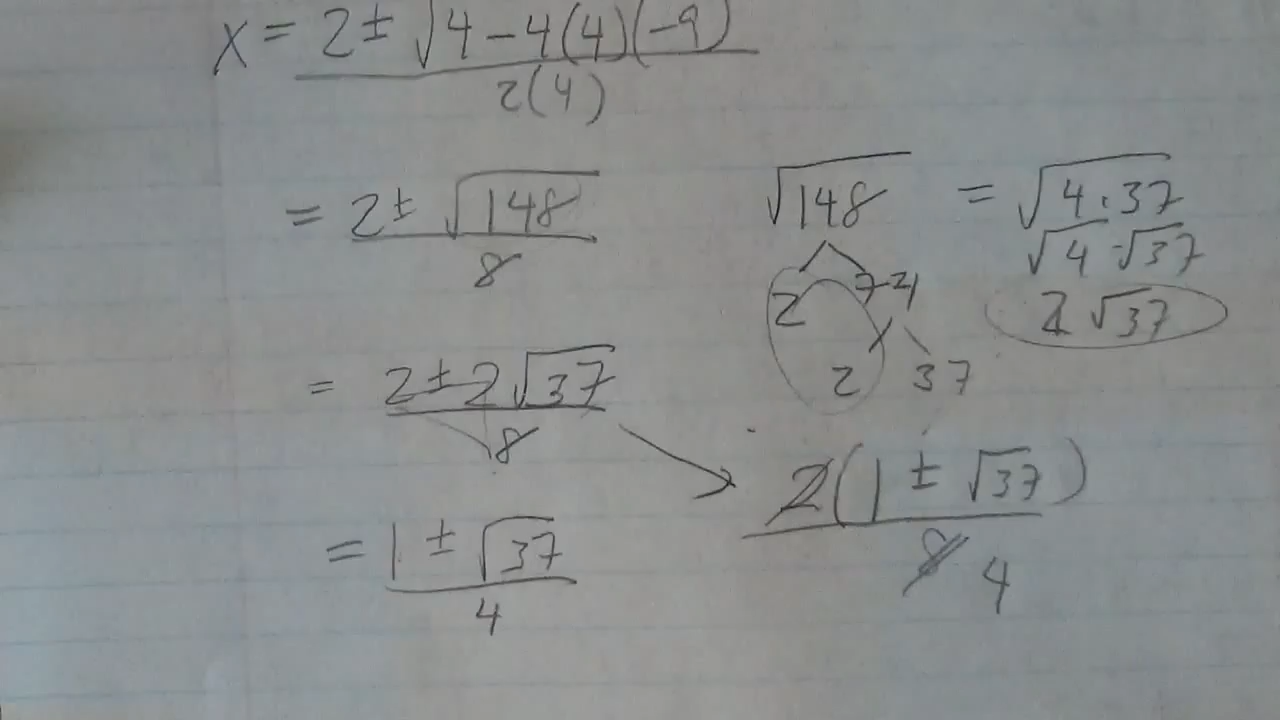 x = 2 ± √4 - 4(4)(-9)
2(4)
= 2 ± √148
8
√148 = √4 · 37
√4 · √37
2 √37
2 74
2 37
= 2 ± 2√37
8
2(1 ± √37)
8 4
= 1 ± √37
4